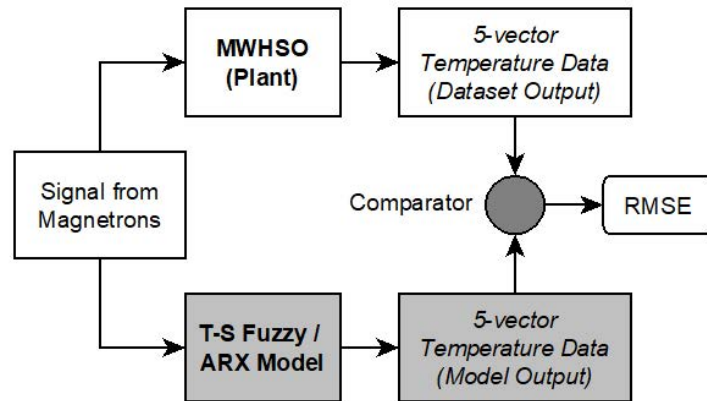 MWHSO
(Plant)
5-vector
Temperature Data
(Dataset Output)
Signal from
Magnetrons
Comparator
RMSE
T-S Fuzzy /
ARX Model
5-vector
Temperature Data
(Model Output)